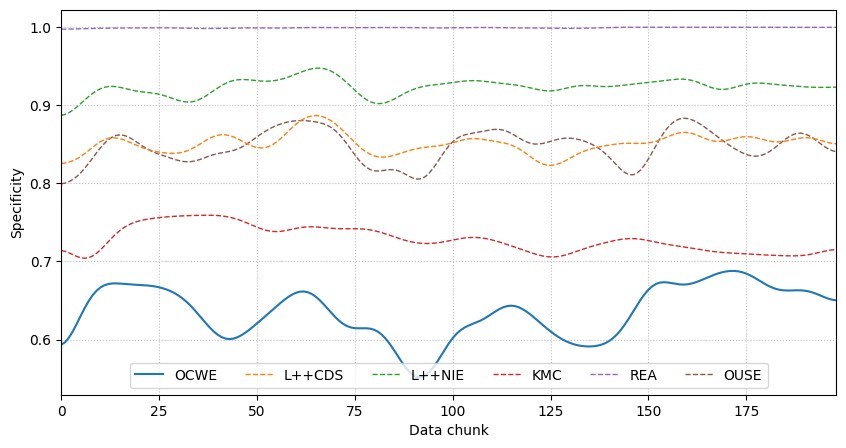 1.0
0.9
0.8
0.7
0.6
Specificity
OCWE L++CDS L++NIE KMC REA OUSE
0 25 50 75 100 125 150 175
Data chunk